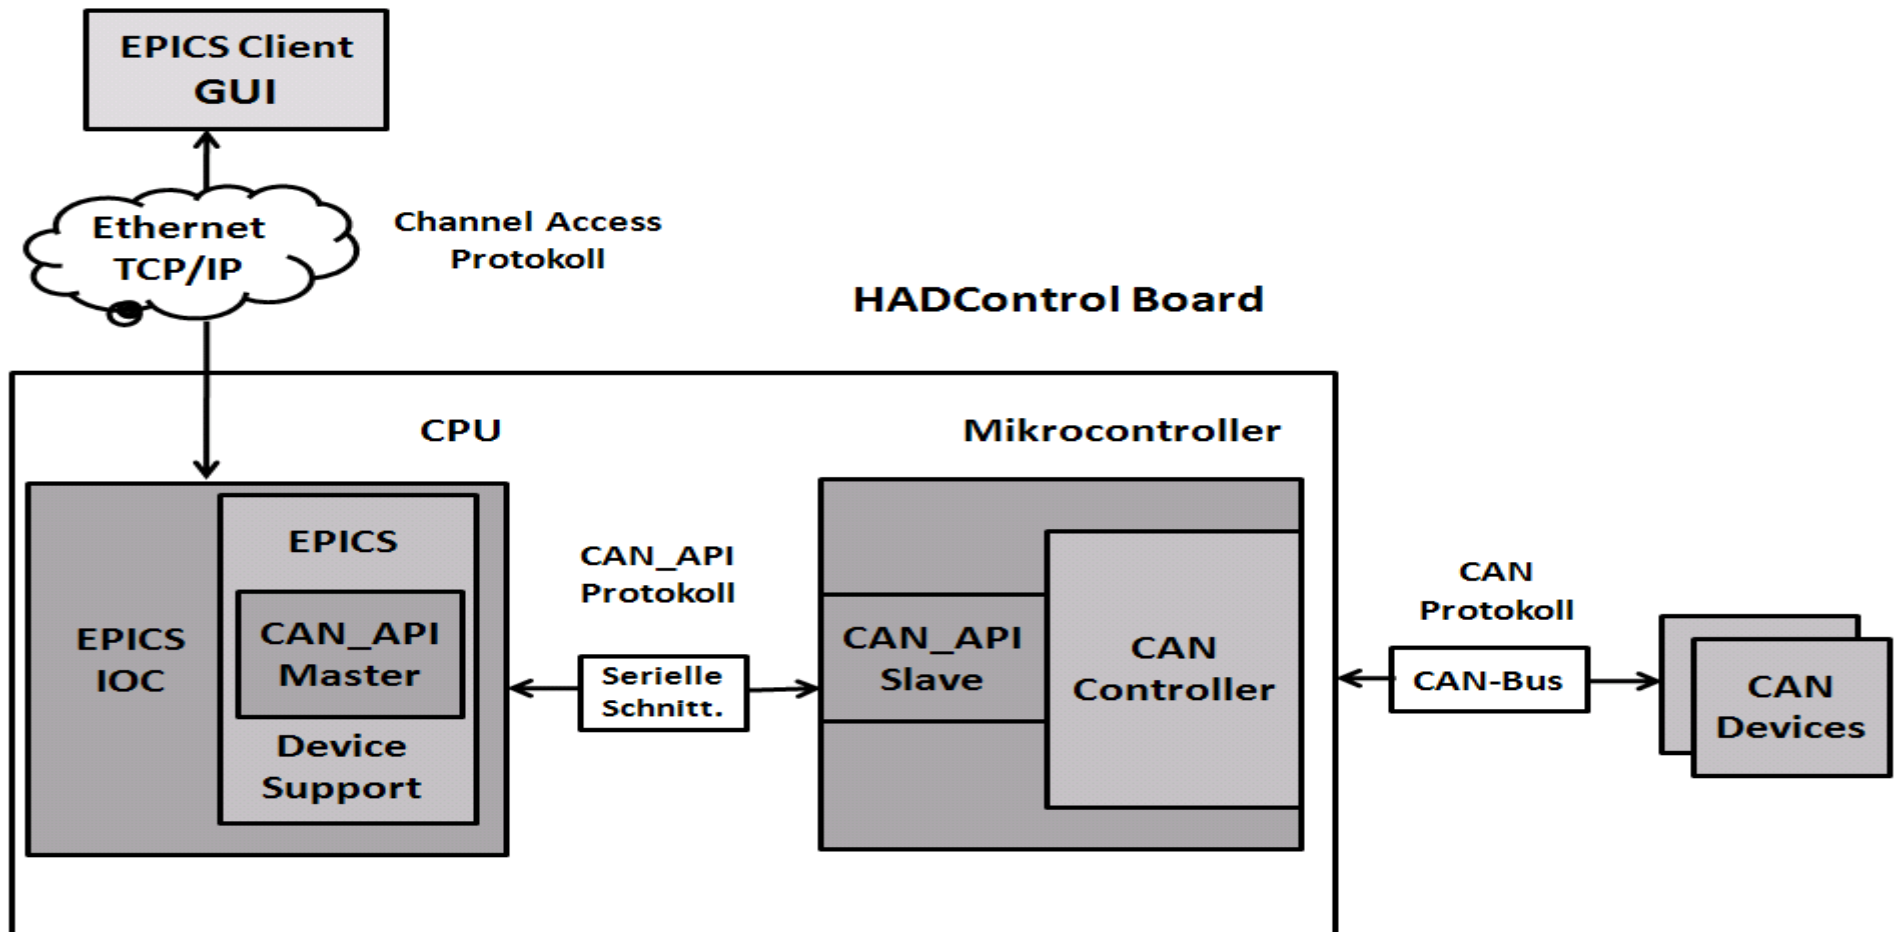 EPICS Client
GUI
Ethernet
TCP/IP
Channel Access
Protokoll
HADControl Board
CPU
Mikrocontroller
EPICS
IOC
EPICS
CAN_API
Master
Device
Support
CAN_API
Protokoll
Serielle
Schnitt.
CAN_API
Slave
CAN
Controller
CAN
Protokoll
CAN-Bus
CAN
Devices